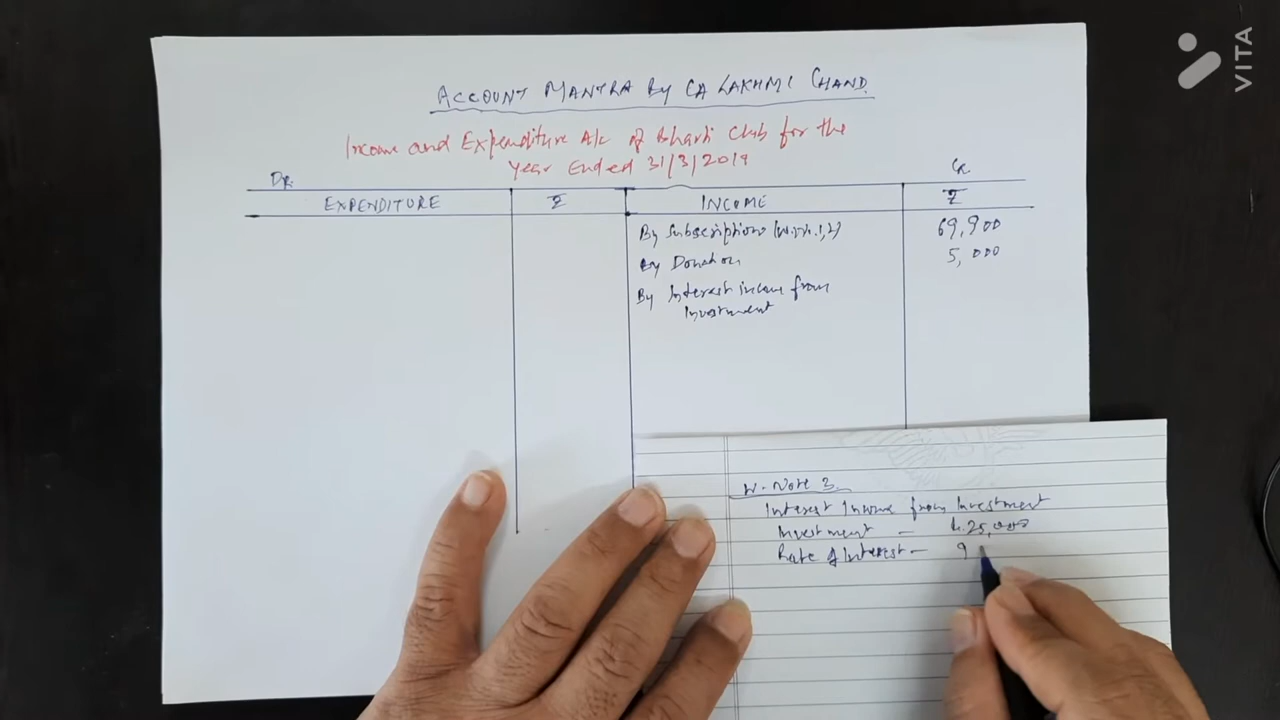 ACCOUNT MANTRA By CA LAKHMI CHAND.
Income and Expenditure A/c of Bharti Club for the
Year Ended 31/3/2019
Dr. Cr.
EXPENDITURE ₹ INCOME ₹
By Subscriptions (W.N.1,2) 69,900
By Donation 5,000
By Interest income from
Investment
W. Note 3.
Interest Income from Investment
Investment — 25,000
Rate of Interest — 9
VITA